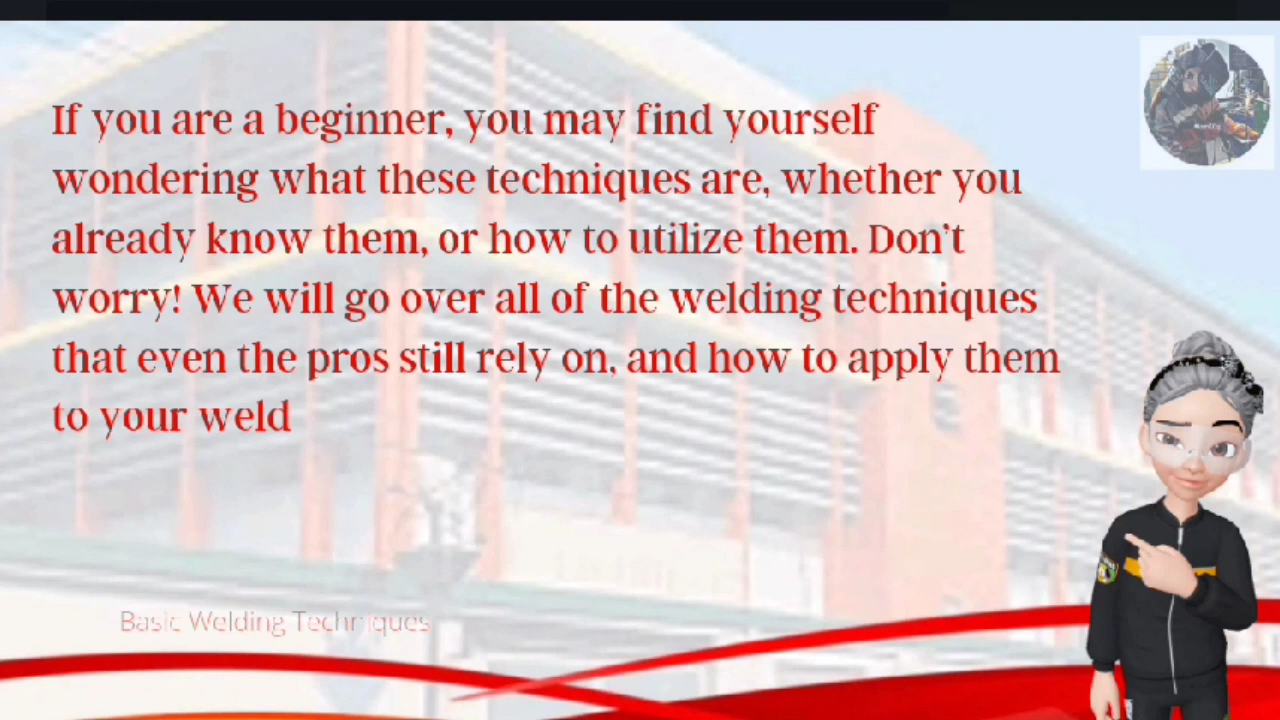 If you are a beginner, you may find yourself
wondering what these techniques are, whether you
already know them, or how to utilize them. Don't
worry! We will go over all of the welding techniques
that even the pros still rely on, and how to apply them
to your weld
Basic Welding Techniques